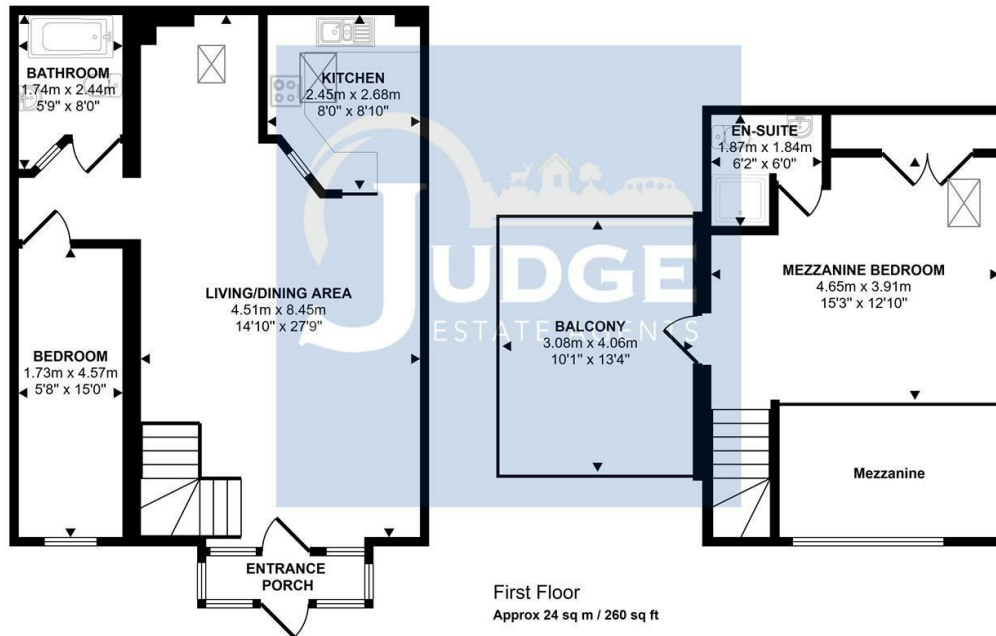 BATHROOM
1.74m x 2.44m
5'9" x 8'0"
KITCHEN
2.45m x 2.68m
8'0" x 8'10"
EN-SUITE
1.87m x 1.84m
6'2" x 6'0"
JUDGE
ESTATE AGENTS
LIVING/DINING AREA
4.51m x 8.45m
14'10" x 27'9"
BEDROOM
1.73m x 4.57m
5'8" x 15'0"
BALCONY
3.08m x 4.06m
10'1" x 13'4"
MEZZANINE BEDROOM
4.65m x 3.91m
15'3" x 12'10"
Mezzanine
ENTRANCE
PORCH
First Floor
Approx 24 sq m / 260 sq ft